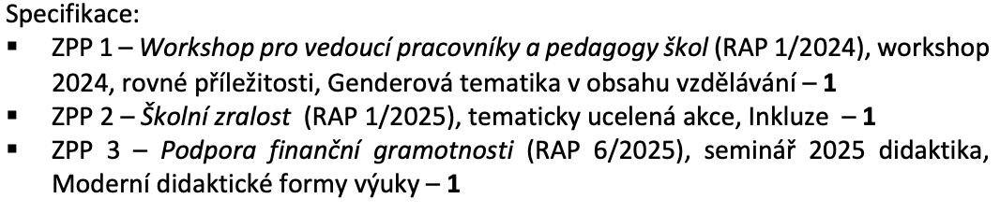 Specifikace:
▪ ZPP 1 – Workshop pro vedoucí pracovníky a pedagogy škol (RAP 1/2024), workshop
2024, rovné příležitosti, Genderová tematika v obsahu vzdělávání – 1
▪ ZPP 2 – Školní zralost (RAP 1/2025), tematicky ucelená akce, Inkluze – 1
▪ ZPP 3 – Podpora finanční gramotnosti (RAP 6/2025), seminář 2025 didaktika,
Moderní didaktické formy výuky – 1